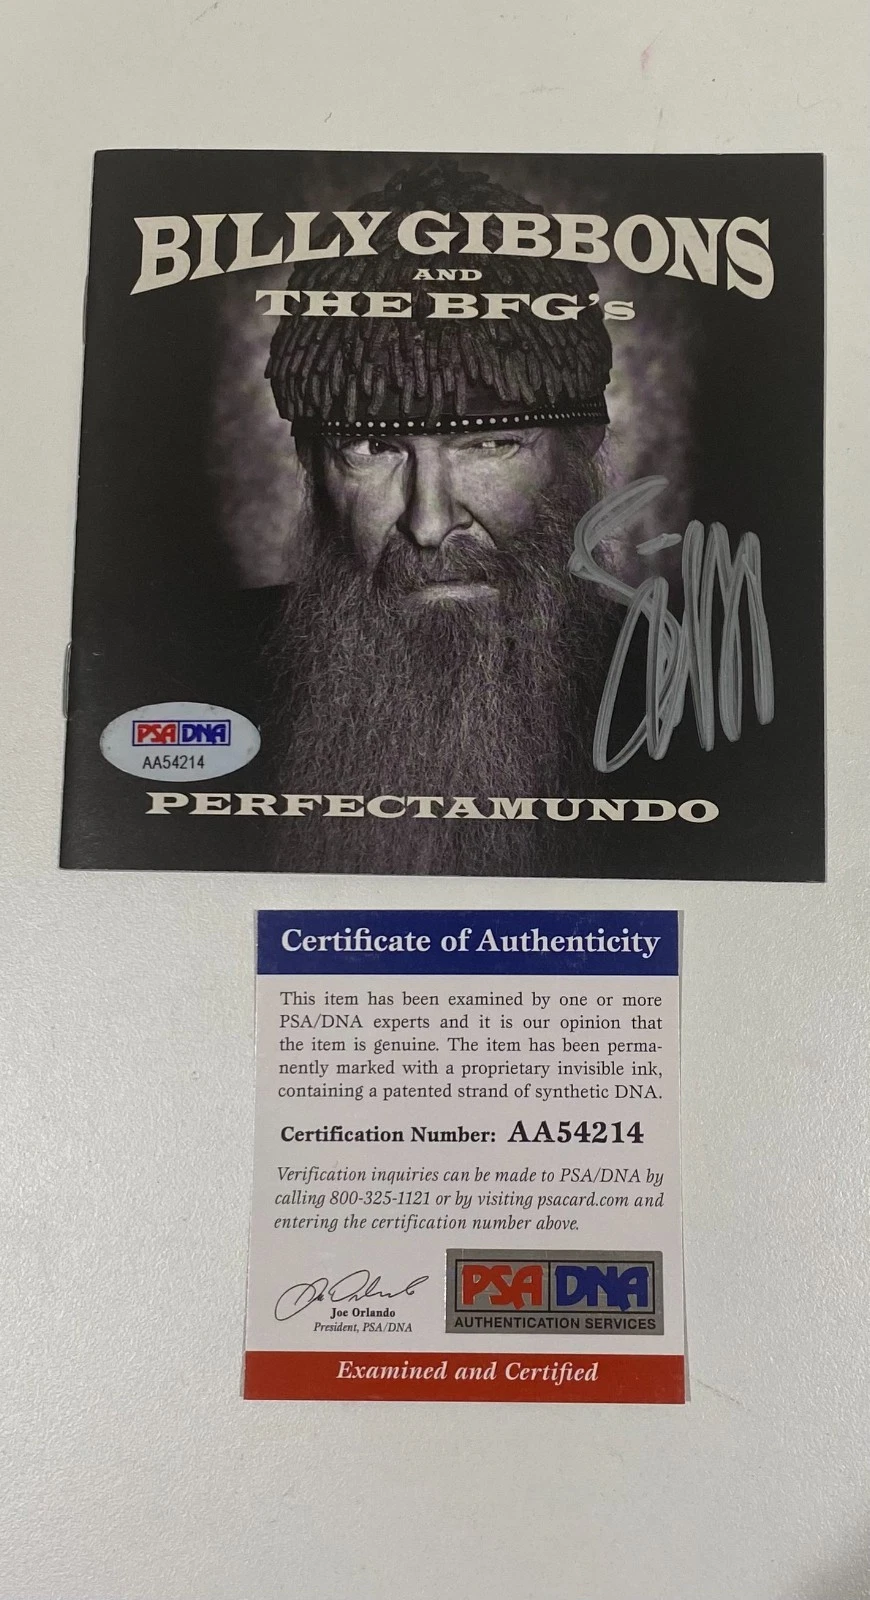 BILLY GIBBONS
AND
THE BFG's
PSA DNA
AA54214
PERFECTAMUNDO
Certificate of Authenticity
This item has been examined by one or more
PSA/DNA experts and it is our opinion that
the item is genuine. The item has been perma-
nently marked with a proprietary invisible ink,
containing a patented strand of synthetic DNA.
Certification Number: AA54214
Verification inquiries can be made to PSA/DNA by
calling 800-325-1121 or by visiting psacard.com and
entering the certification number above.
Joe Orlando
President, PSA/DNA
PSA DNA
AUTHENTICATION SERVICES
Examined and Certified